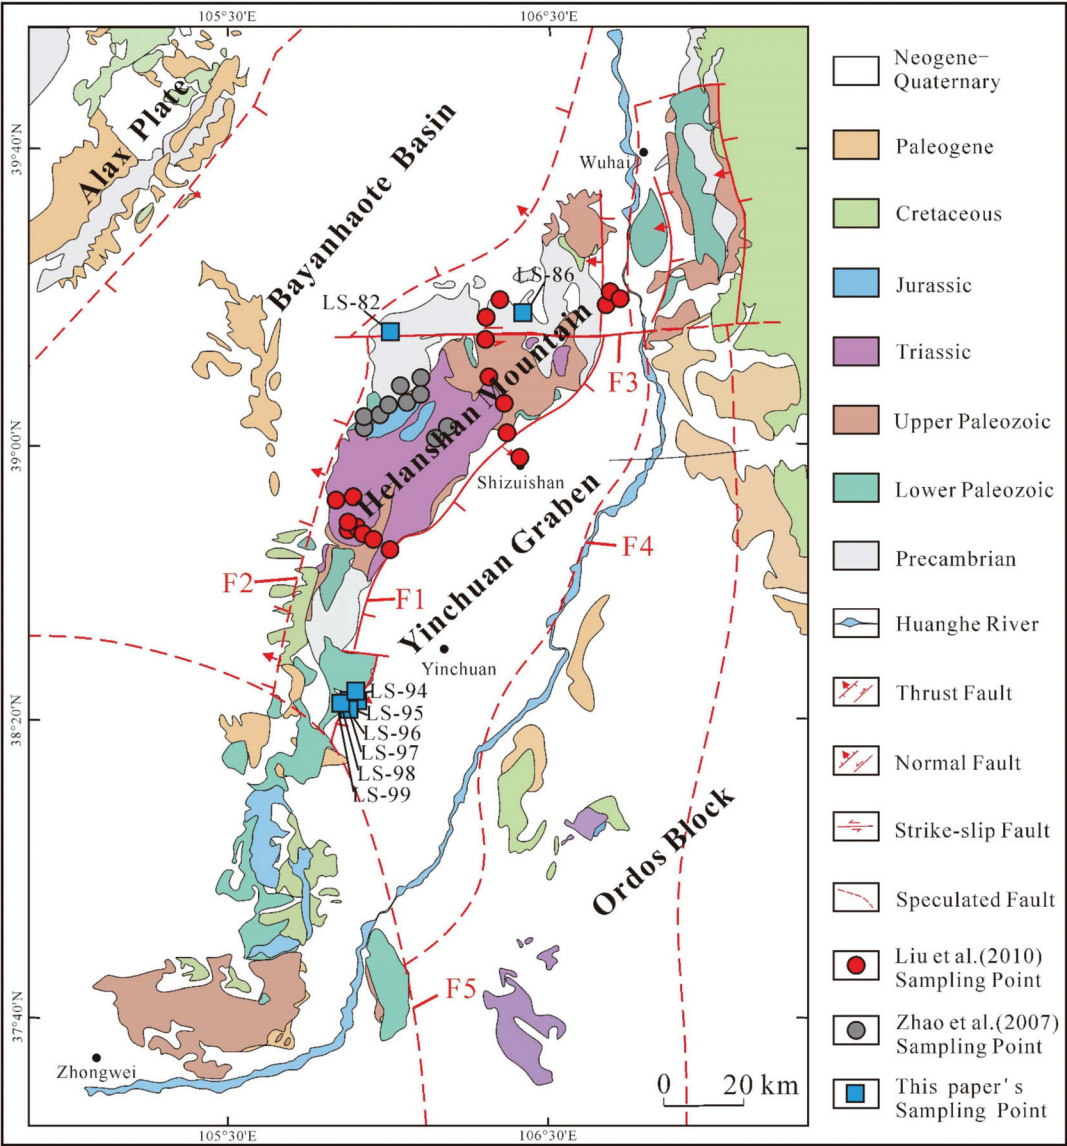 105°30′E
106°30′E
39°40′N
39°00′N
38°20′N
37°40′N
Alax Plate
Bayanhaote Basin
Wuhai
LS-86
LS-82
Helanshan Mountain
F3
Shizuishan
Yinchuan Graben
F4
F2
F1
Yinchuan
LS-94
LS-95
LS-96
LS-97
LS-98
LS-99
Ordos Block
F5
Zhongwei
0 20 km
105°30′E
106°30′E
Neogene-
Quaternary
Paleogene
Cretaceous
Jurassic
Triassic
Upper Paleozoic
Lower Paleozoic
Precambrian
Huanghe River
Thrust Fault
Normal Fault
Strike-slip Fault
Speculated Fault
Liu et al.(2010)
Sampling Point
Zhao et al.(2007)
Sampling Point
This paper's
Sampling Point